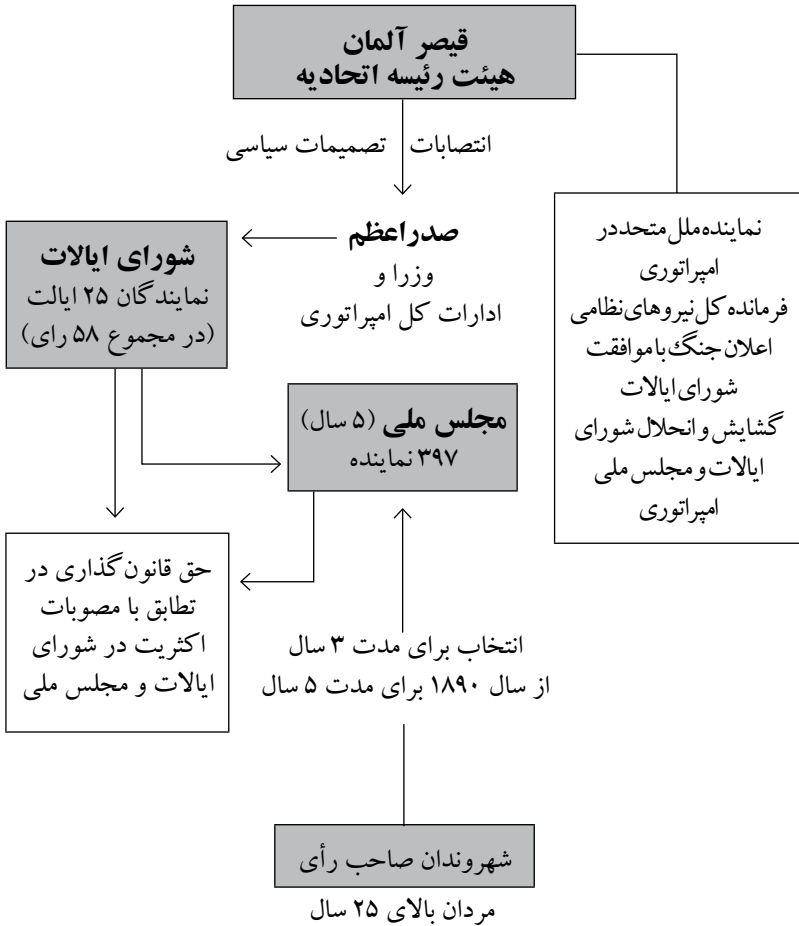 قیصر آلمان
هیئت رئیسه اتحادیه
انتصابات
تصمیمات سیاسی
صدراعظم
وزرا و
ادارات کل امپراتوری
نماینده ملل متحد در
امپراتوری
فرمانده کل نیروهای نظامی
اعلان جنگ با موافقت
شورای ایالات
گشایش و انحلال شورای
ایالات و مجلس ملی
امپراتوری
شورای ایالات
نمایندگان ۲۵ ایالت
(در مجموع ۵۸ رای)
مجلس ملی (۵ سال)
۳۹۷ نماینده
حق قانون‌گذاری در
تطابق با مصوبات
اکثریت در شورای
ایالات و مجلس ملی
انتخاب برای مدت ۳ سال
از سال ۱۸۹۰ برای مدت ۵ سال
شهروندان صاحب رأی
مردان بالای ۲۵ سال